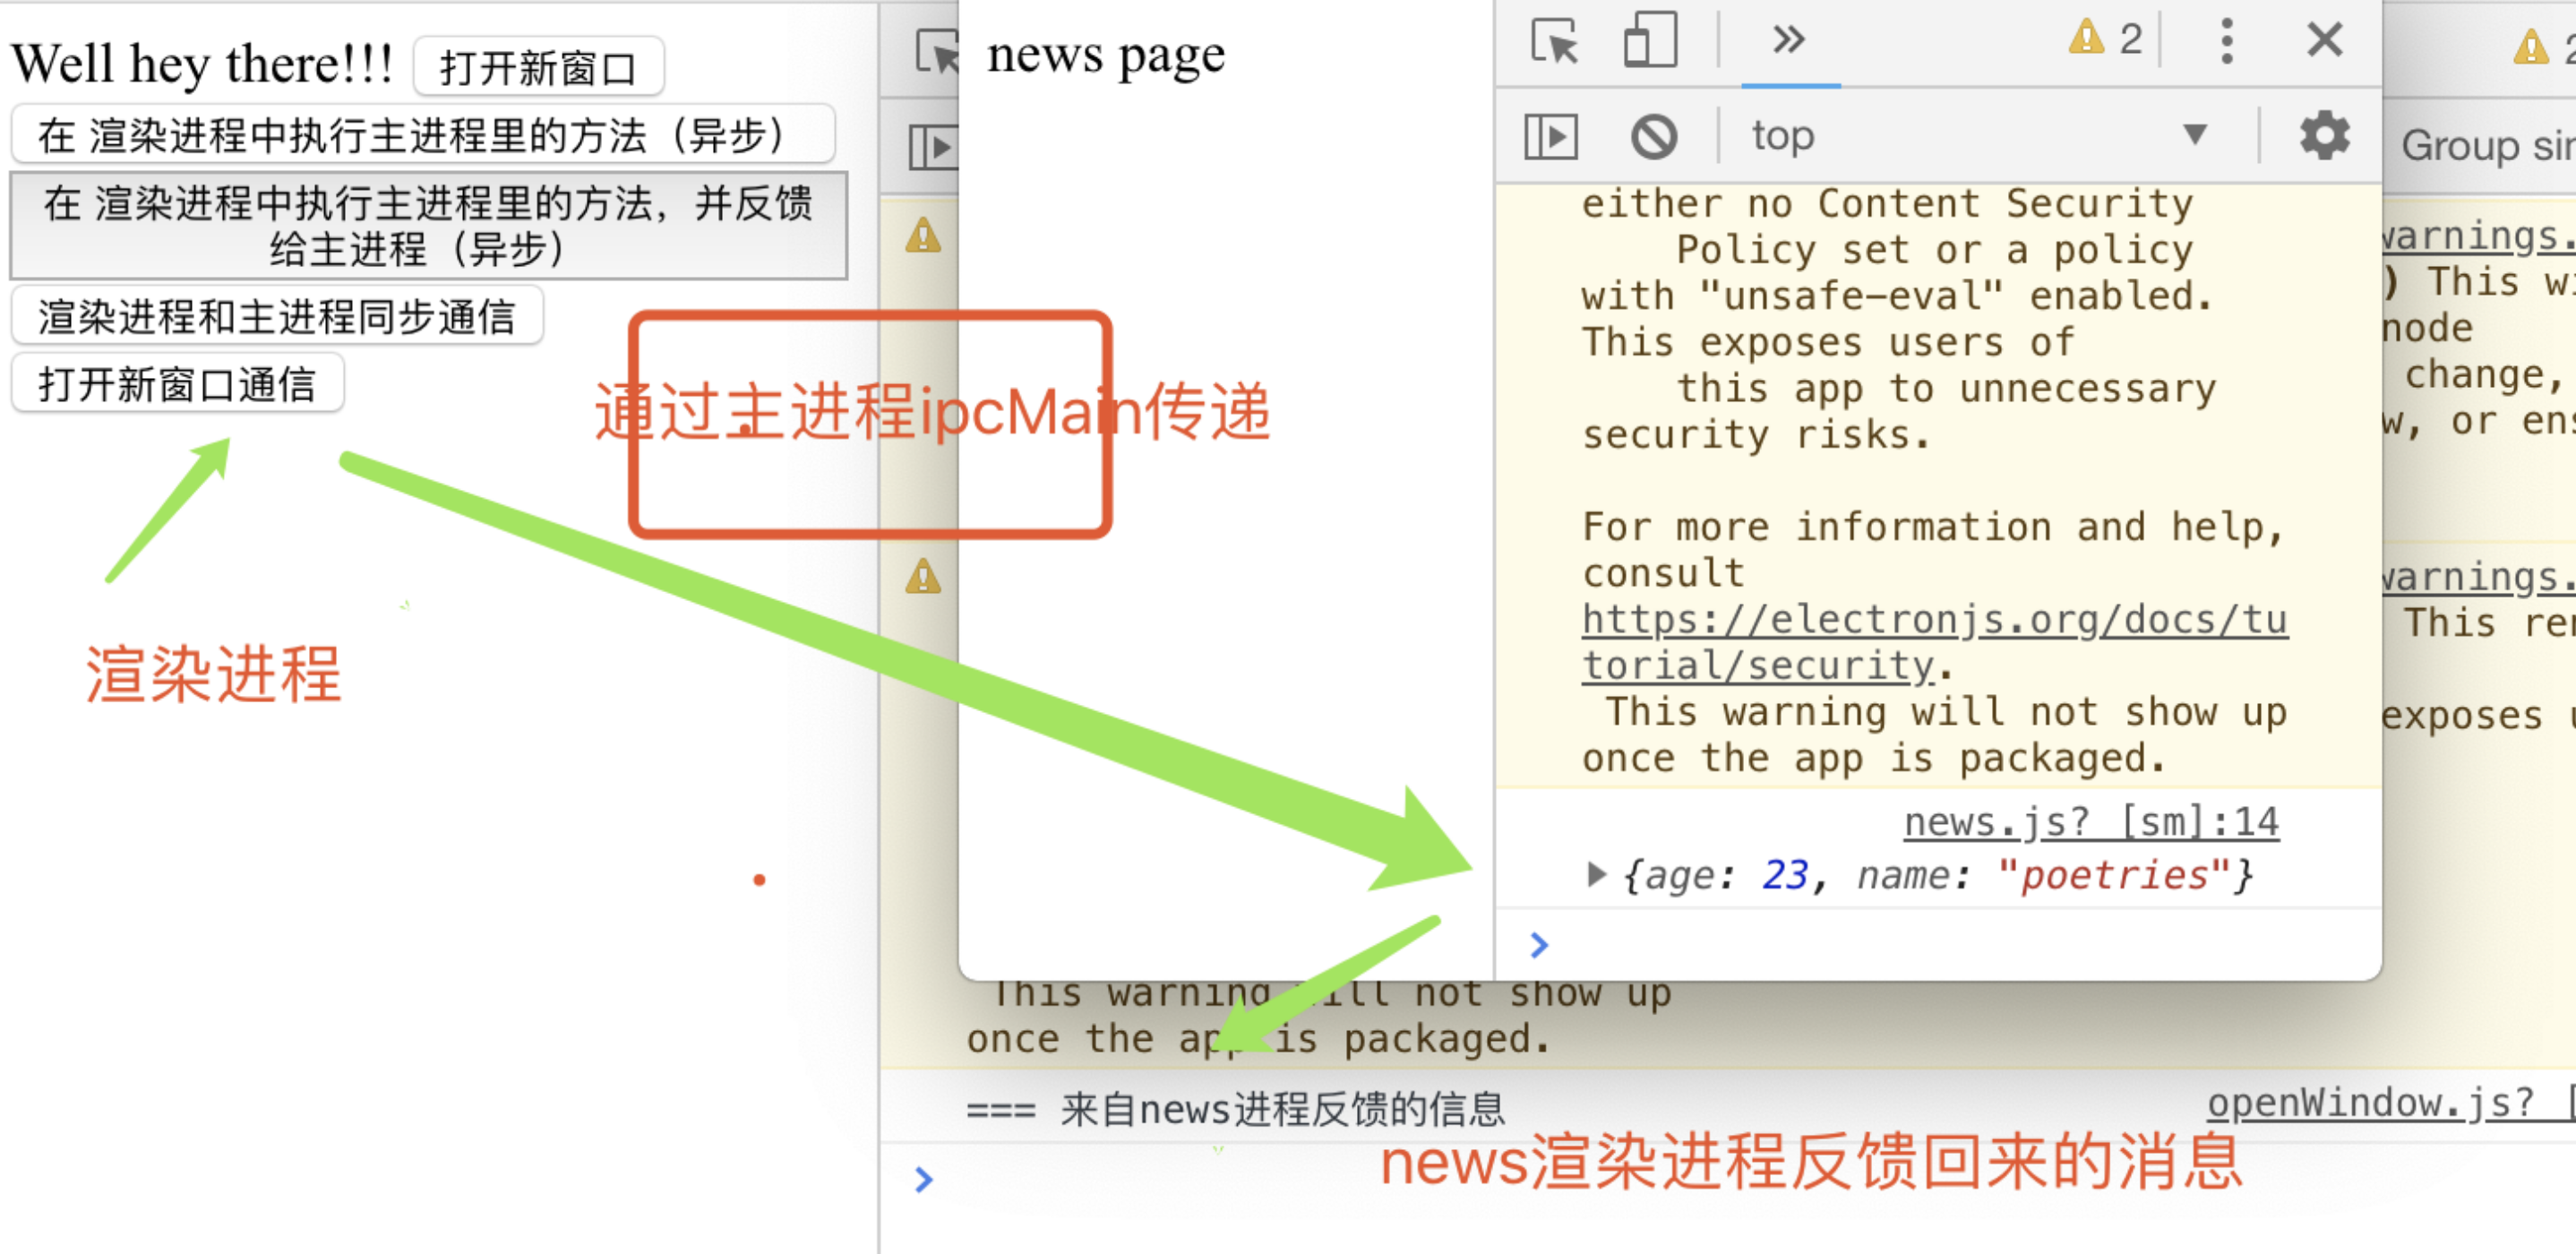 Well hey there!!! 打开新窗口
在 渲染进程中执行主进程里的方法（异步）
在 渲染进程中执行主进程里的方法，并反馈
给主进程（异步）
渲染进程和主进程同步通信
打开新窗口通信
渲染进程
通过主进程ipcMain传递
news page
2
top
either no Content Security
Policy set or a policy
with "unsafe-eval" enabled.
This exposes users of
this app to unnecessary
security risks.
For more information and help,
consult
https://electronjs.org/docs/tu
torial/security.
This warning will not show up
once the app is packaged.
news.js? [sm]:14
{age: 23, name: "poetries"}
Group
warnings.
) This
node
change,
w, or
warnings.
This
exposes
This warning will not show up
once the app is packaged.
=== 来自news进程反馈的信息
openWindow.js? [
news渲染进程反馈回来的消息